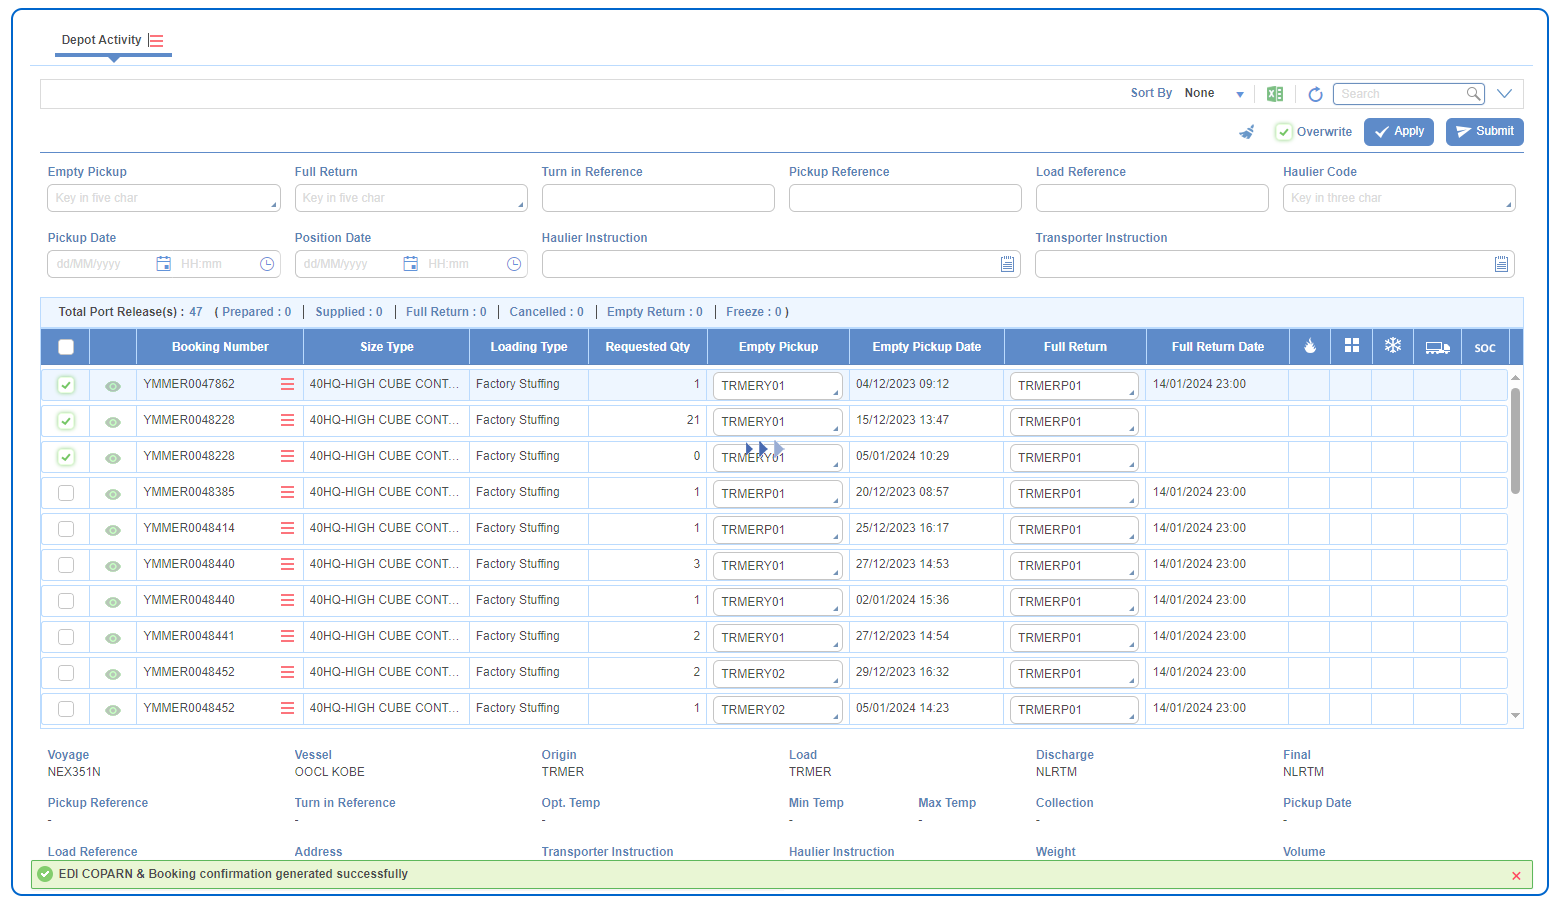 Depot Activity
Sort By None Search
Overwrite Apply Submit
Empty Pickup Full Return Turn in Reference Pickup Reference Load Reference Haulier Code
Key in five char Key in five char Key in three char
Pickup Date Position Date Haulier Instruction Transporter Instruction
dd/MM/yyyy HH:mm dd/MM/yyyy HH:mm
Total Port Release(s) : 47 ( Prepared : 0 | Supplied : 0 | Full Return : 0 | Cancelled : 0 | Empty Return : 0 | Freeze : 0 )
Booking Number Size Type Loading Type Requested Qty Empty Pickup Empty Pickup Date Full Return Full Return Date SOC
YMMER0047862 40HQ-HIGH CUBE CONT... Factory Stuffing 1 TRMERY01 04/12/2023 09:12 TRMERP01 14/01/2024 23:00
YMMER0048228 40HQ-HIGH CUBE CONT... Factory Stuffing 21 TRMERY01 15/12/2023 13:47 TRMERP01
YMMER0048228 40HQ-HIGH CUBE CONT... Factory Stuffing 0 TRMERY01 05/01/2024 10:29 TRMERP01
YMMER0048385 40HQ-HIGH CUBE CONT... Factory Stuffing 1 TRMERP01 20/12/2023 08:57 TRMERP01 14/01/2024 23:00
YMMER0048414 40HQ-HIGH CUBE CONT... Factory Stuffing 1 TRMERP01 25/12/2023 16:17 TRMERP01 14/01/2024 23:00
YMMER0048440 40HQ-HIGH CUBE CONT... Factory Stuffing 3 TRMERY01 27/12/2023 14:53 TRMERP01 14/01/2024 23:00
YMMER0048440 40HQ-HIGH CUBE CONT... Factory Stuffing 1 TRMERY01 02/01/2024 15:36 TRMERP01 14/01/2024 23:00
YMMER0048441 40HQ-HIGH CUBE CONT... Factory Stuffing 2 TRMERY01 27/12/2023 14:54 TRMERP01 14/01/2024 23:00
YMMER0048452 40HQ-HIGH CUBE CONT... Factory Stuffing 2 TRMERY02 29/12/2023 16:32 TRMERP01 14/01/2024 23:00
YMMER0048452 40HQ-HIGH CUBE CONT... Factory Stuffing 1 TRMERY02 05/01/2024 14:23 TRMERP01 14/01/2024 23:00
Voyage Vessel Origin Load Discharge Final
NEX351N OOCL KOBE TRMER TRMER NLRTM NLRTM
Pickup Reference Turn in Reference Opt. Temp Min Temp Max Temp Collection Pickup Date
- - - - - - -
Load Reference Address Transporter Instruction Haulier Instruction Weight Volume
EDI COPARN & Booking confirmation generated successfully